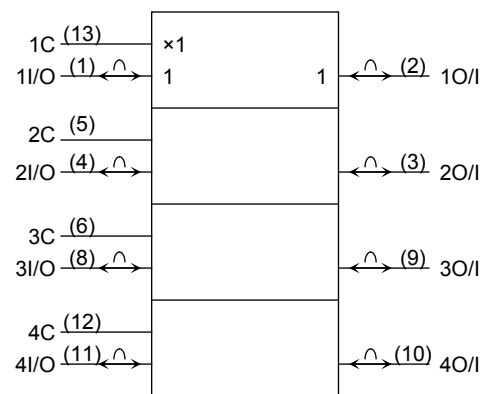 1C (13) ×1
1I/O (1) ∩ 1 1 ∩ (2) 1O/I
2C (5)
2I/O (4) ∩ ∩ (3) 2O/I
3C (6)
3I/O (8) ∩ ∩ (9) 3O/I
4C (12)
4I/O (11) ∩ ∩ (10) 4O/I